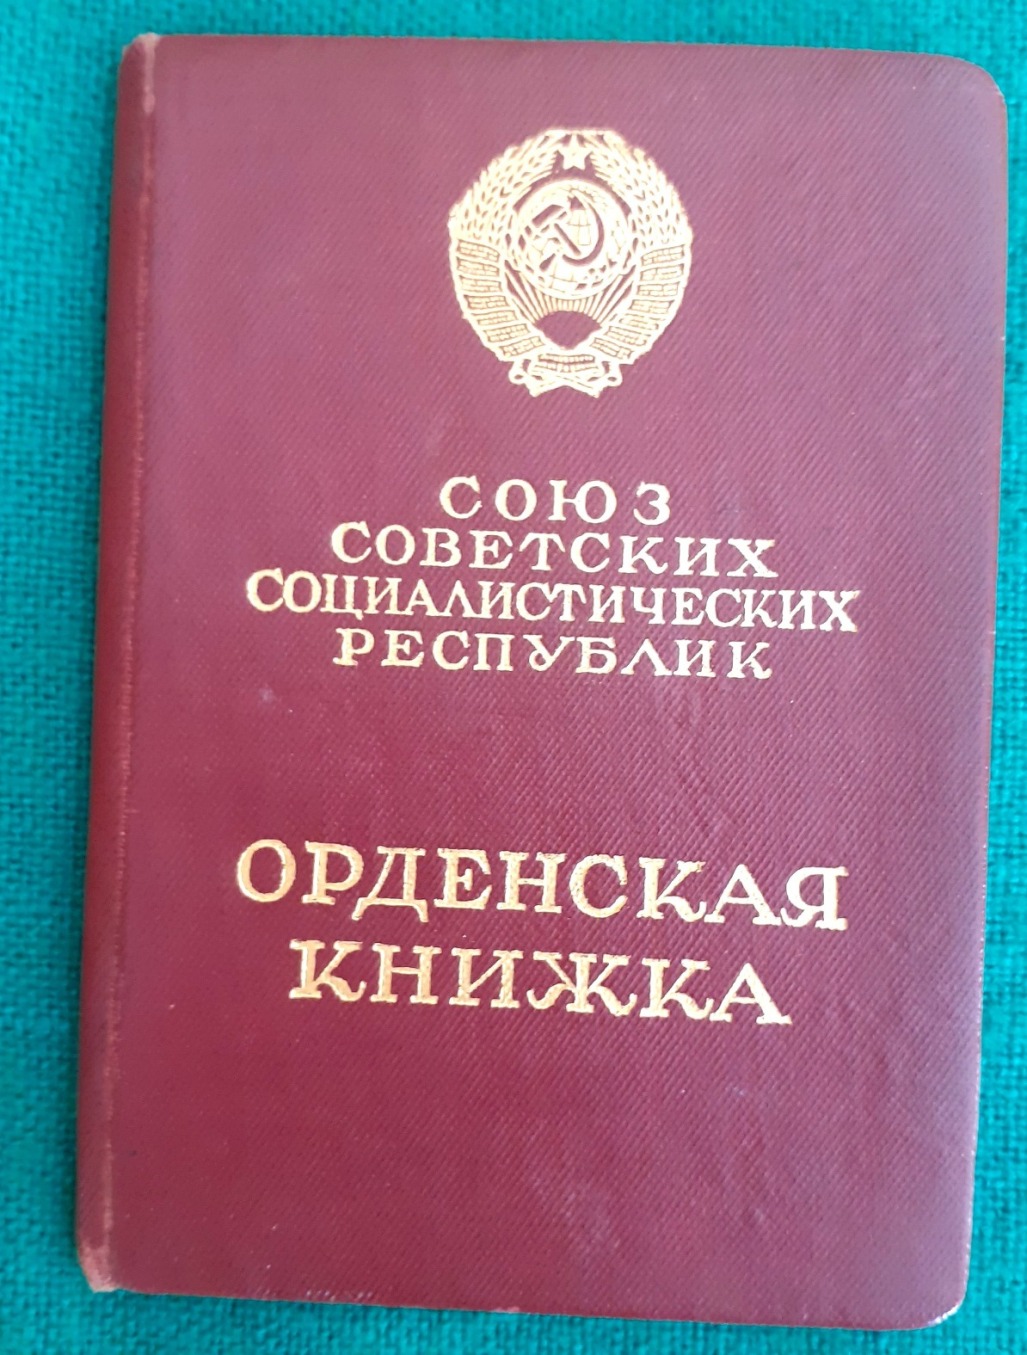 СОЮЗ
СОВЕТСКИХ
СОЦИАЛИСТИЧЕСКИХ
РЕСПУБЛИК
ОРДЕНСКАЯ
КНИЖКА